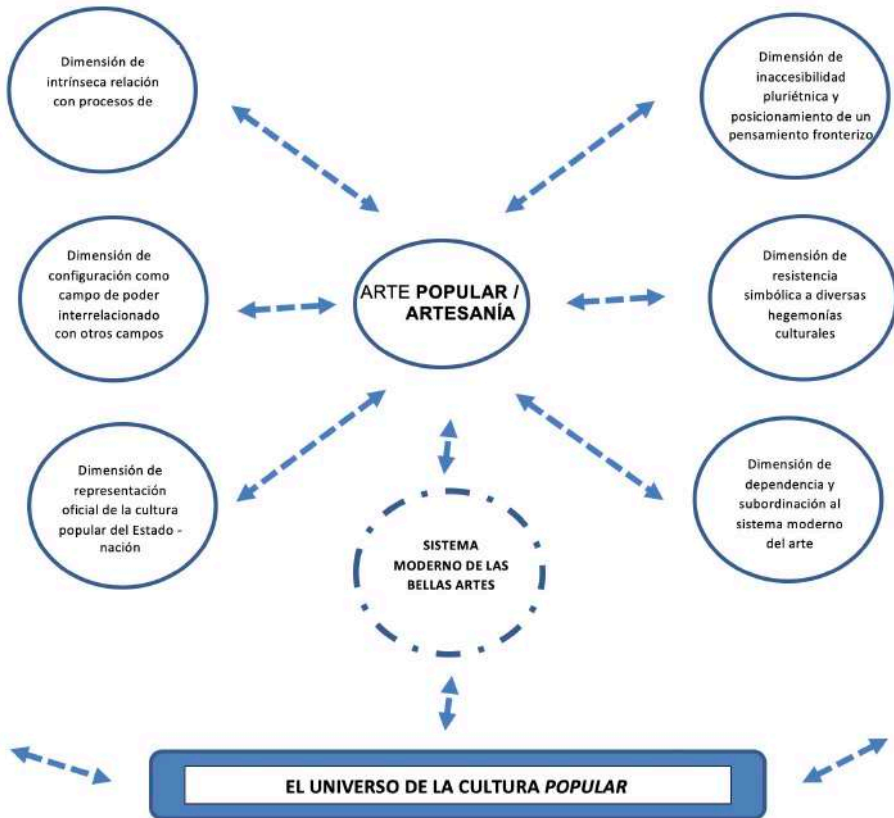 Dimensión de
intrínseca relación
con procesos de
Dimensión de
inaccesibilidad
pluriétnica y
posicionamiento de un
pensamiento fronterizo
Dimensión de
configuración como
campo de poder
interrelacionado
con otros campos
ARTE POPULAR /
ARTESANÍA
Dimensión de
resistencia
simbólica a diversas
hegemonías
culturales
Dimensión de
representación
oficial de la cultura
popular del Estado -
nación
SISTEMA
MODERNO DE LAS
BELLAS ARTES
Dimensión de
dependencia y
subordinación al
sistema moderno
del arte
EL UNIVERSO DE LA CULTURA POPULAR